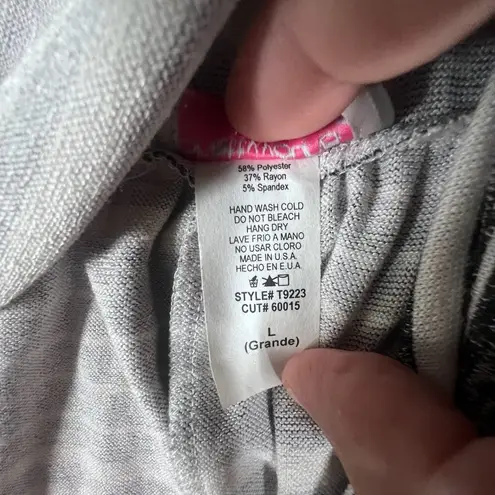 58% Polyester
37% Rayon
5% Spandex
HAND WASH COLD
DO NOT BLEACH
HANG DRY
LAVE FRIO A MANO
NO USAR CLORO
MADE IN U.S.A.
HECHO EN E.U.A.
STYLE# T9223
CUT# 60015
L
(Grande)